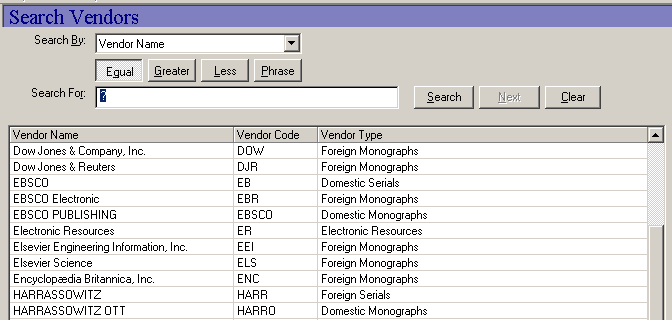 Search Vendors
Search By: Vendor Name
Equal Greater Less Phrase
Search For: ? Search Next Clear
Vendor Name Vendor Code Vendor Type
Dow Jones & Company, Inc. DOW Foreign Monographs
Dow Jones & Reuters DJR Foreign Monographs
EBSCO EB Domestic Serials
EBSCO Electronic EBR Foreign Monographs
EBSCO PUBLISHING EBSCO Domestic Monographs
Electronic Resources ER Electronic Resources
Elsevier Engineering Information, Inc. EEI Foreign Monographs
Elsevier Science ELS Foreign Monographs
Encyclopædia Britannica, Inc. ENC Foreign Monographs
HARRASSOWITZ HARR Foreign Serials
HARRASSOWITZ OTT HARRO Domestic Monographs